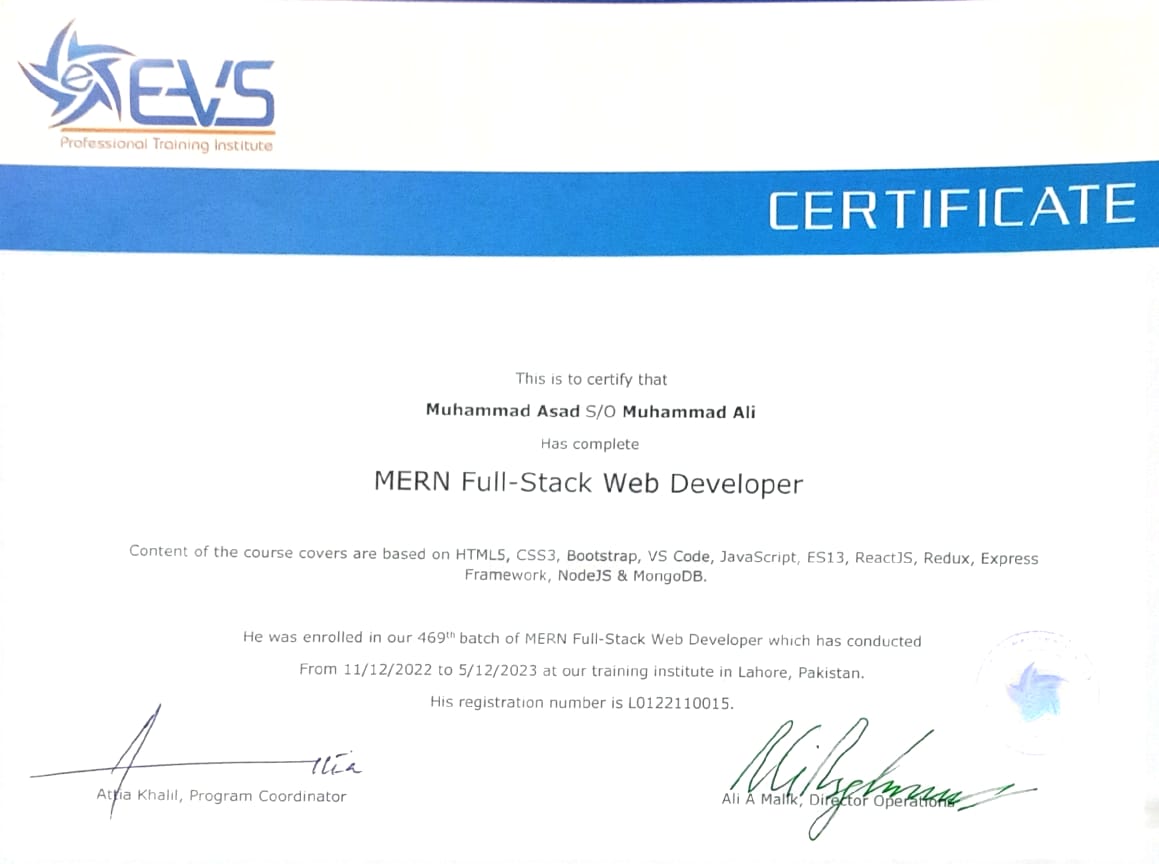 EVS
Professional Training Institute
CERTIFICATE
This is to certify that
Muhammad Asad S/O Muhammad Ali
Has complete
MERN Full-Stack Web Developer
Content of the course covers are based on HTML5, CSS3, Bootstrap, VS Code, JavaScript, ES13, ReactJS, Redux, Express
Framework, NodeJS & MongoDB.
He was enrolled in our 469th batch of MERN Full-Stack Web Developer which has conducted
From 11/12/2022 to 5/12/2023 at our training institute in Lahore, Pakistan.
His registration number is L0122110015.
Attia Khalil, Program Coordinator
Ali A Malik, Director Operations